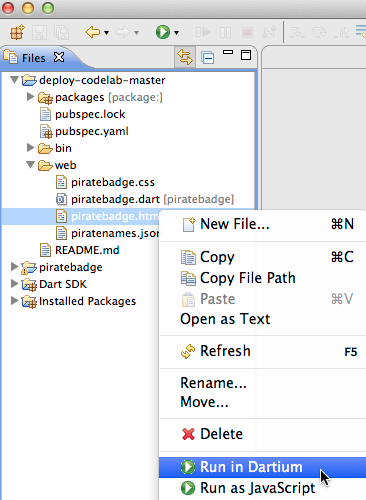 Files
deploy-codelab-master
packages [package:]
pubspec.lock
pubspec.yaml
bin
web
piratebadge.css
piratebadge.dart [piratebadge]
piratebadge.htm
piratenames.json
README.md
piratebadge
Dart SDK
Installed Packages
New File... ⌘N
Copy ⌘C
Copy File Path
Paste ⌘V
Open as Text
Refresh F5
Rename...
Move...
Delete
Run in Dartium
Run as JavaScript